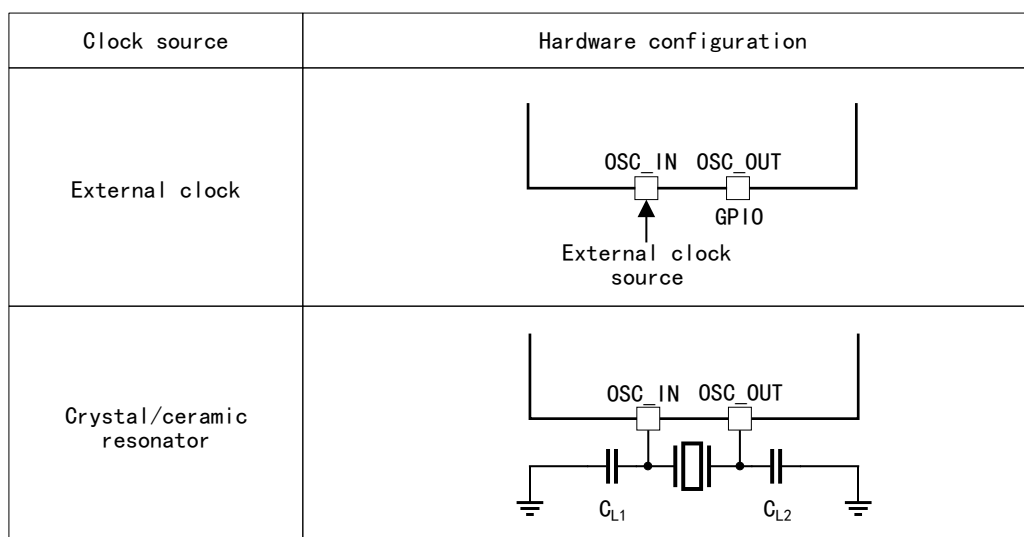 Clock source
Hardware configuration
External clock
OSC_IN OSC_OUT
GPIO
External clock
source
Crystal/ceramic
resonator
OSC_IN OSC_OUT
CL1
CL2